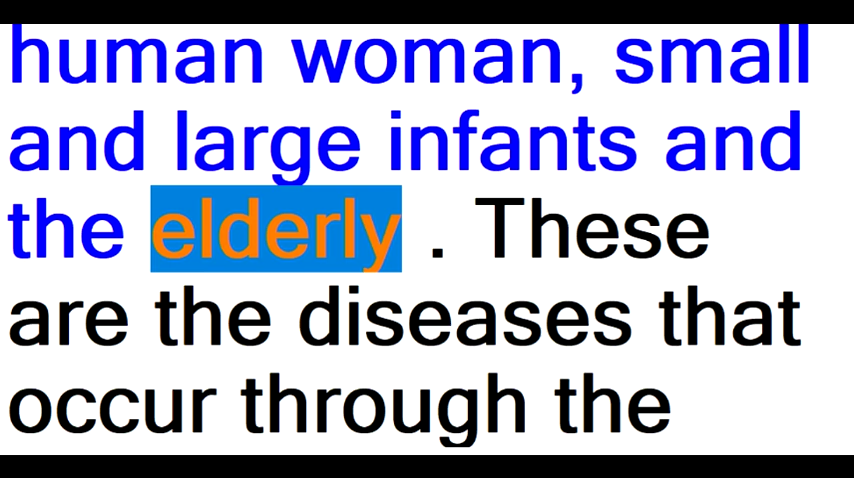 human woman, small
and large infants and
the elderly . These
are the diseases that
occur through the